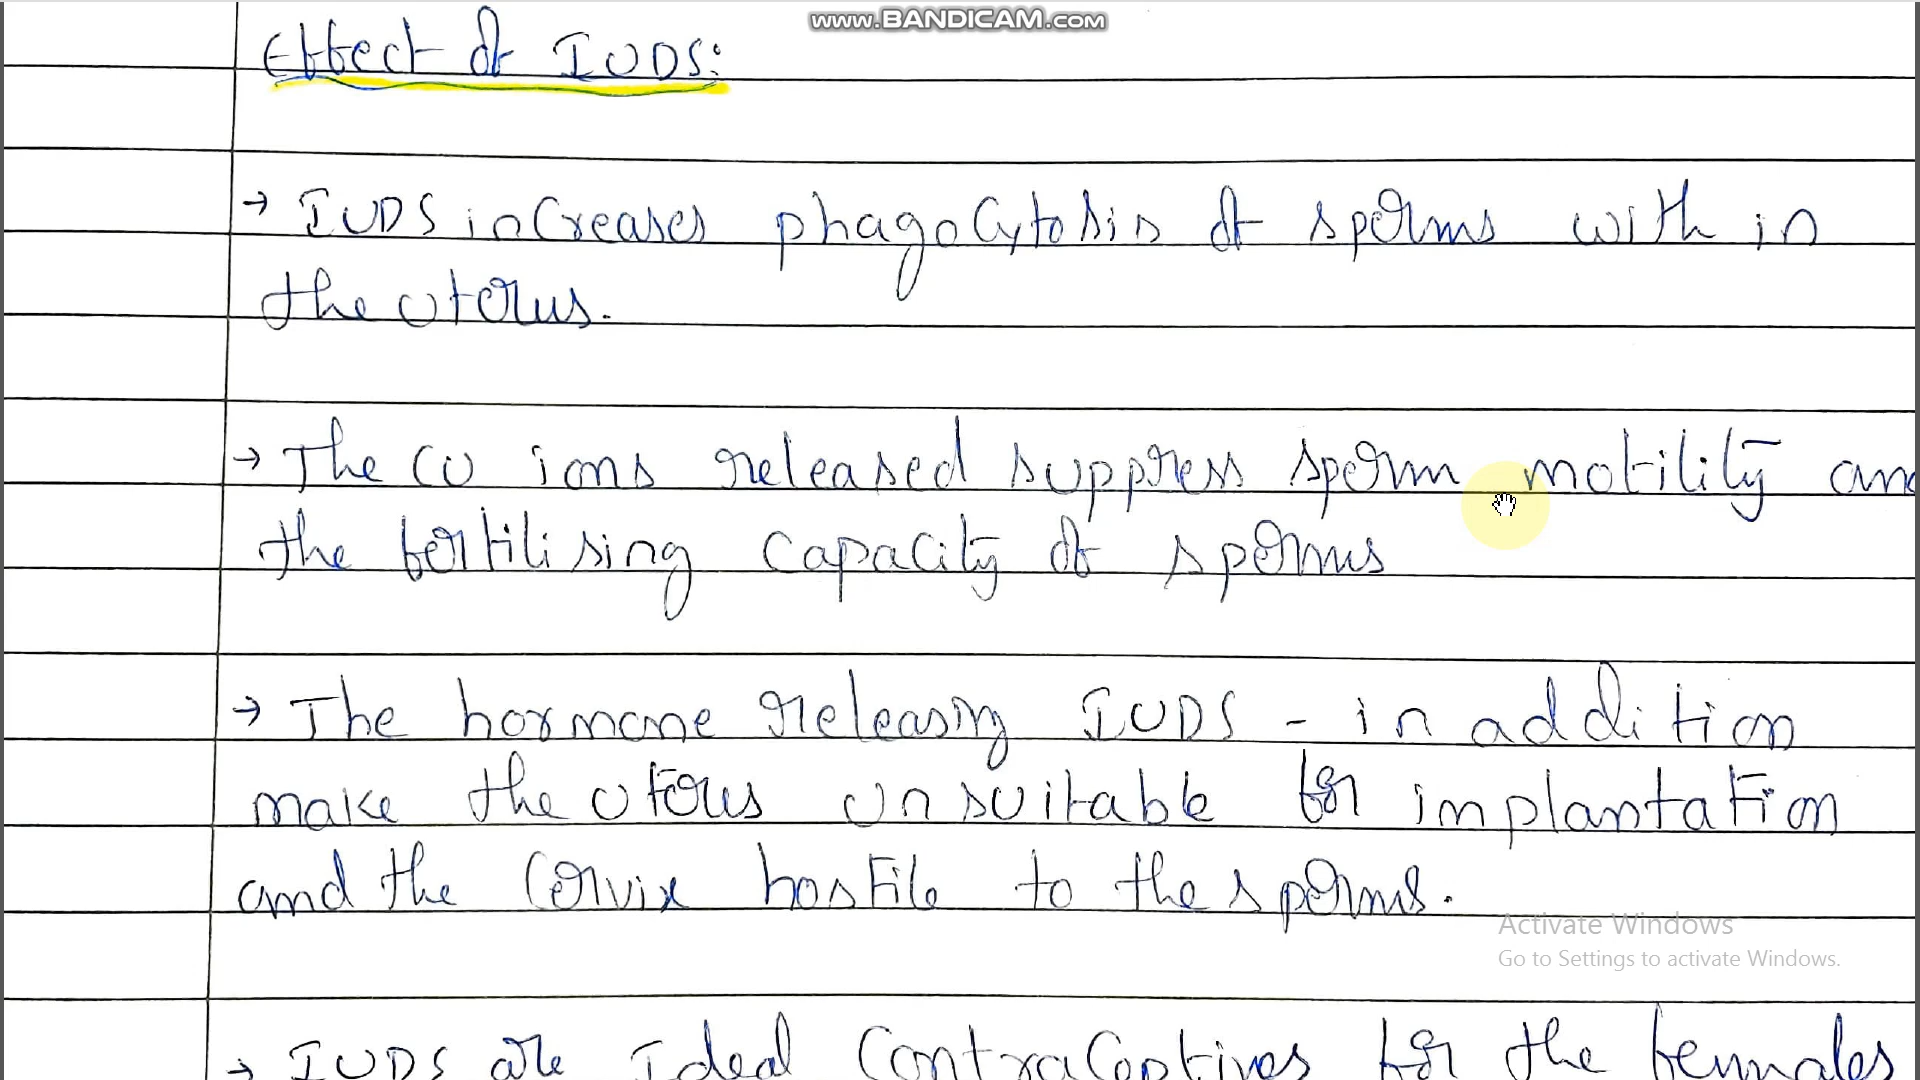 www.BANDICAM.com
Effect of IUDS:
→ IUDS increases phagocytosis of sperms with in
the uterus.
→ The CU ions released suppress sperm motility and
the fertilising capacity of sperms
→ The hormone releasing IUDS - in addition
make the uterus unsuitable for implantation
and the Cervix hostile to the sperms.
Activate Windows
Go to Settings to activate Windows.
→ IUDS are Ideal Contraceptives for the females